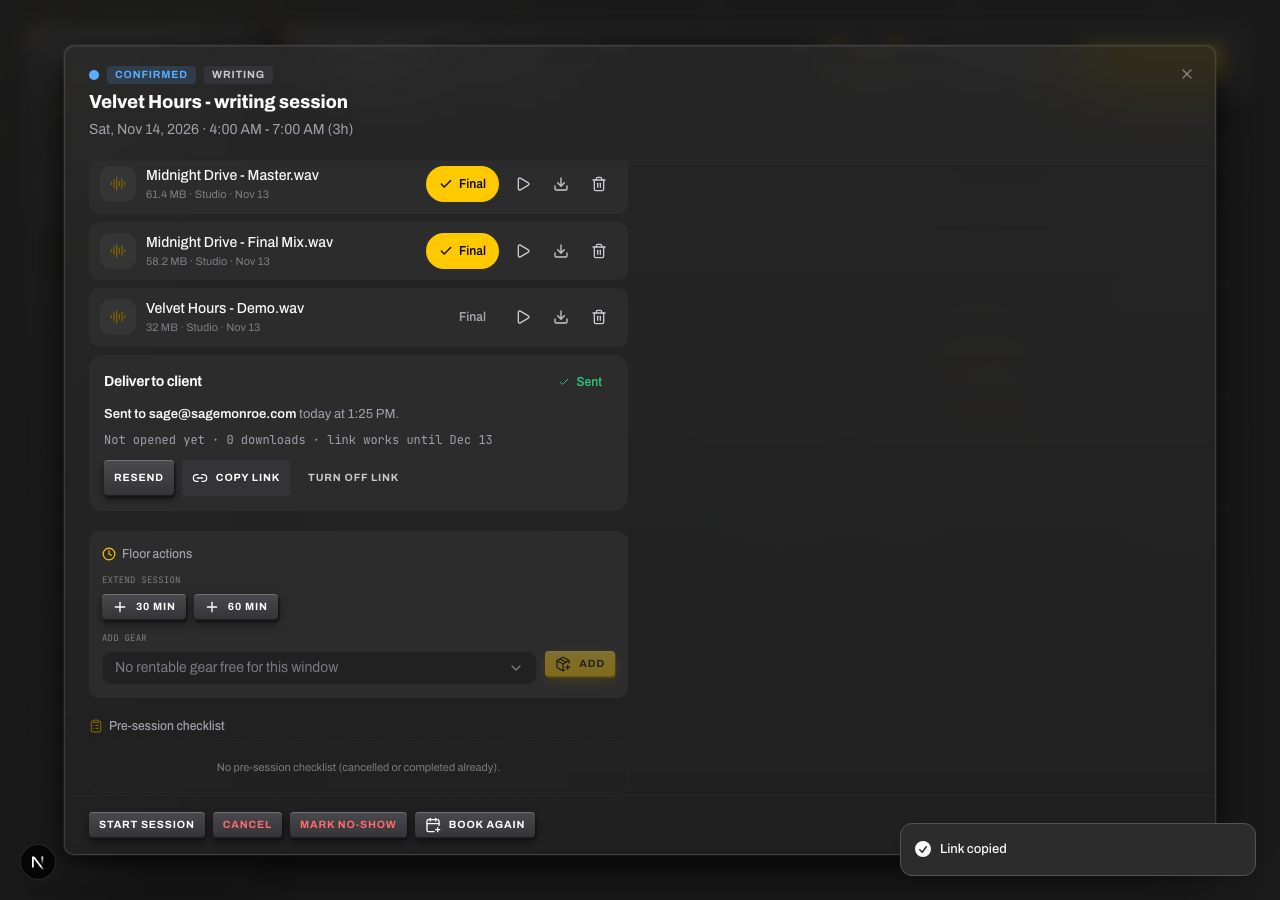 CONFIRMED WRITING
Velvet Hours - writing session
Sat, Nov 14, 2026 · 4:00 AM - 7:00 AM (3h)
Midnight Drive - Master.wav
61.4 MB · Studio · Nov 13
Final
Midnight Drive - Final Mix.wav
58.2 MB · Studio · Nov 13
Final
Velvet Hours - Demo.wav
32 MB · Studio · Nov 13
Final
Deliver to client
Sent
Sent to sage@sagemonroe.com today at 1:25 PM.
Not opened yet · 0 downloads · link works until Dec 13
RESEND COPY LINK TURN OFF LINK
Floor actions
EXTEND SESSION
30 MIN 60 MIN
ADD GEAR
No rentable gear free for this window
ADD
Pre-session checklist
No pre-session checklist (cancelled or completed already).
START SESSION CANCEL MARK NO-SHOW BOOK AGAIN
Link copied
N